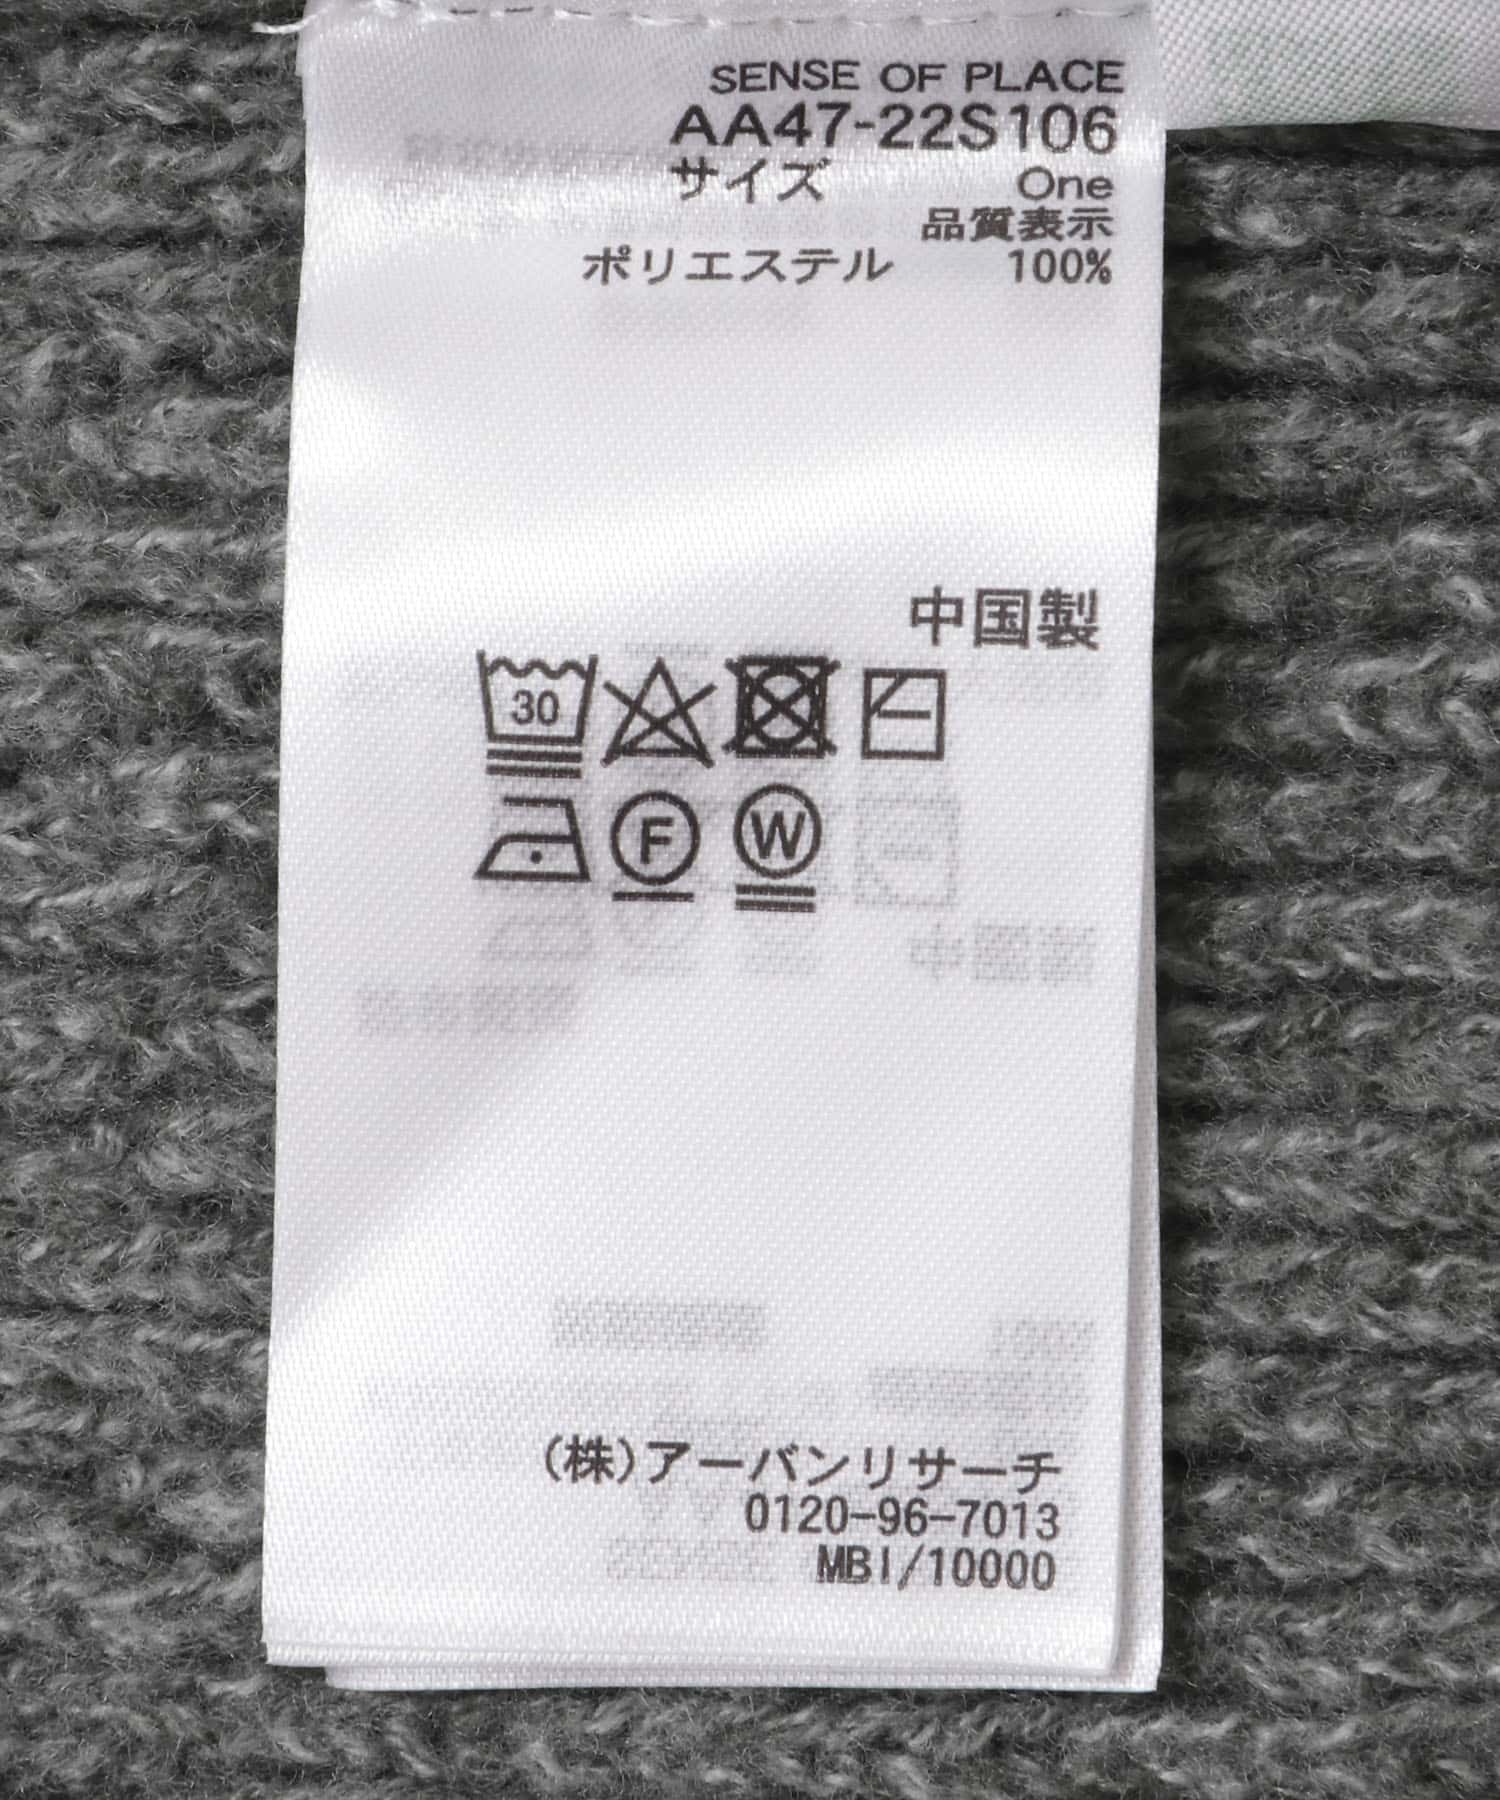 SENSE OF PLACE
AA47-22S106
サイズ One
品質表示
ポリエステル 100%
中国製
30
F W
(株)アーバンリサーチ
0120-96-7013
MBI/10000